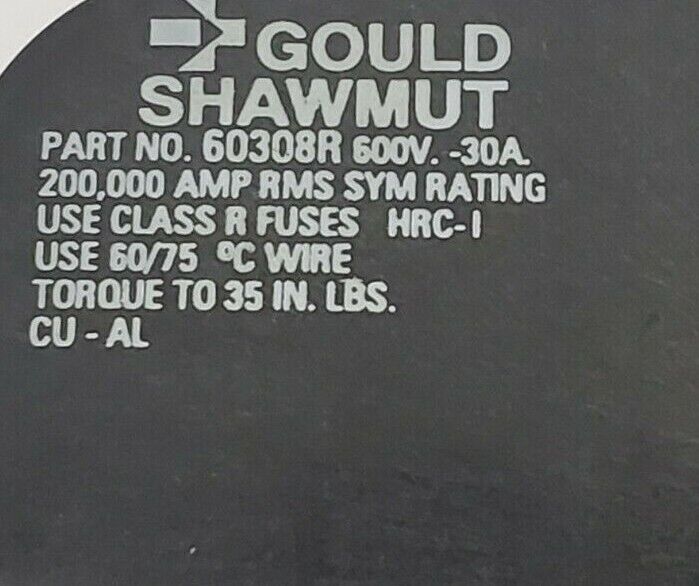 GOULD
SHAWMUT
PART NO. 60308R 600V. -30A.
200,000 AMP RMS SYM RATING
USE CLASS R FUSES HRC-I
USE 60/75 °C WIRE
TORQUE TO 35 IN. LBS.
CU - AL